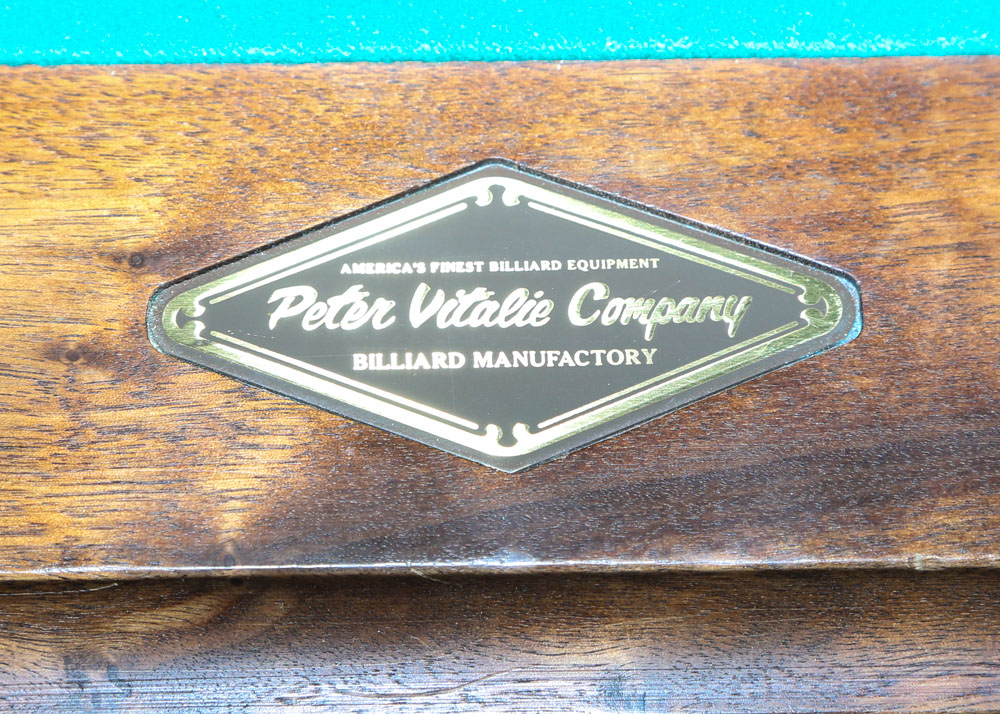 AMERICA'S FINEST BILLIARD EQUIPMENT
Peter Vitalie Company
BILLIARD MANUFACTORY